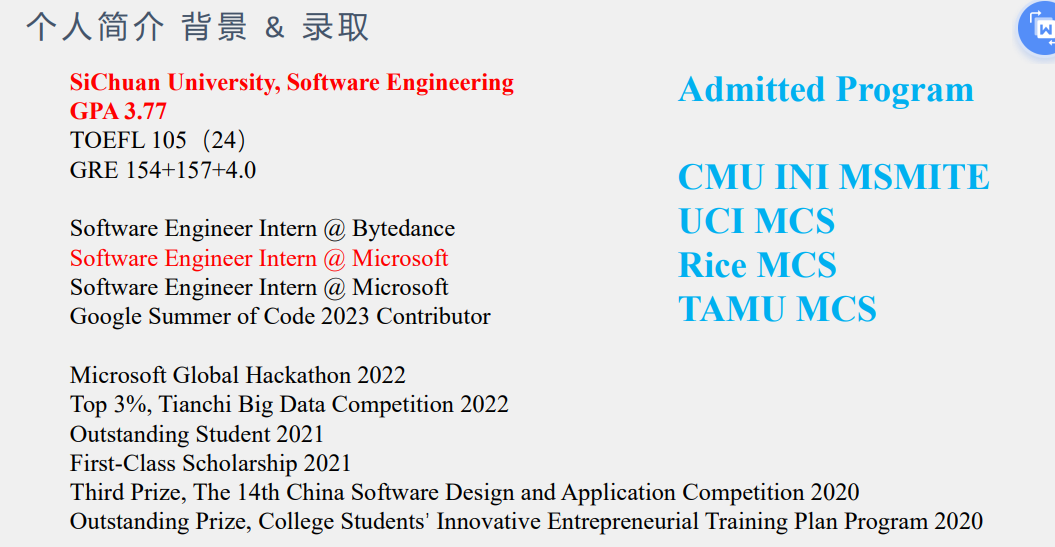 个人简介 背景 & 录取
SiChuan University, Software Engineering
GPA 3.77
TOEFL 105（24）
GRE 154+157+4.0
Software Engineer Intern @ Bytedance
Software Engineer Intern @ Microsoft
Software Engineer Intern @ Microsoft
Google Summer of Code 2023 Contributor
Microsoft Global Hackathon 2022
Top 3%, Tianchi Big Data Competition 2022
Outstanding Student 2021
First-Class Scholarship 2021
Third Prize, The 14th China Software Design and Application Competition 2020
Outstanding Prize, College Students' Innovative Entrepreneurial Training Plan Program 2020
Admitted Program
CMU INI MSMITE
UCI MCS
Rice MCS
TAMU MCS
W